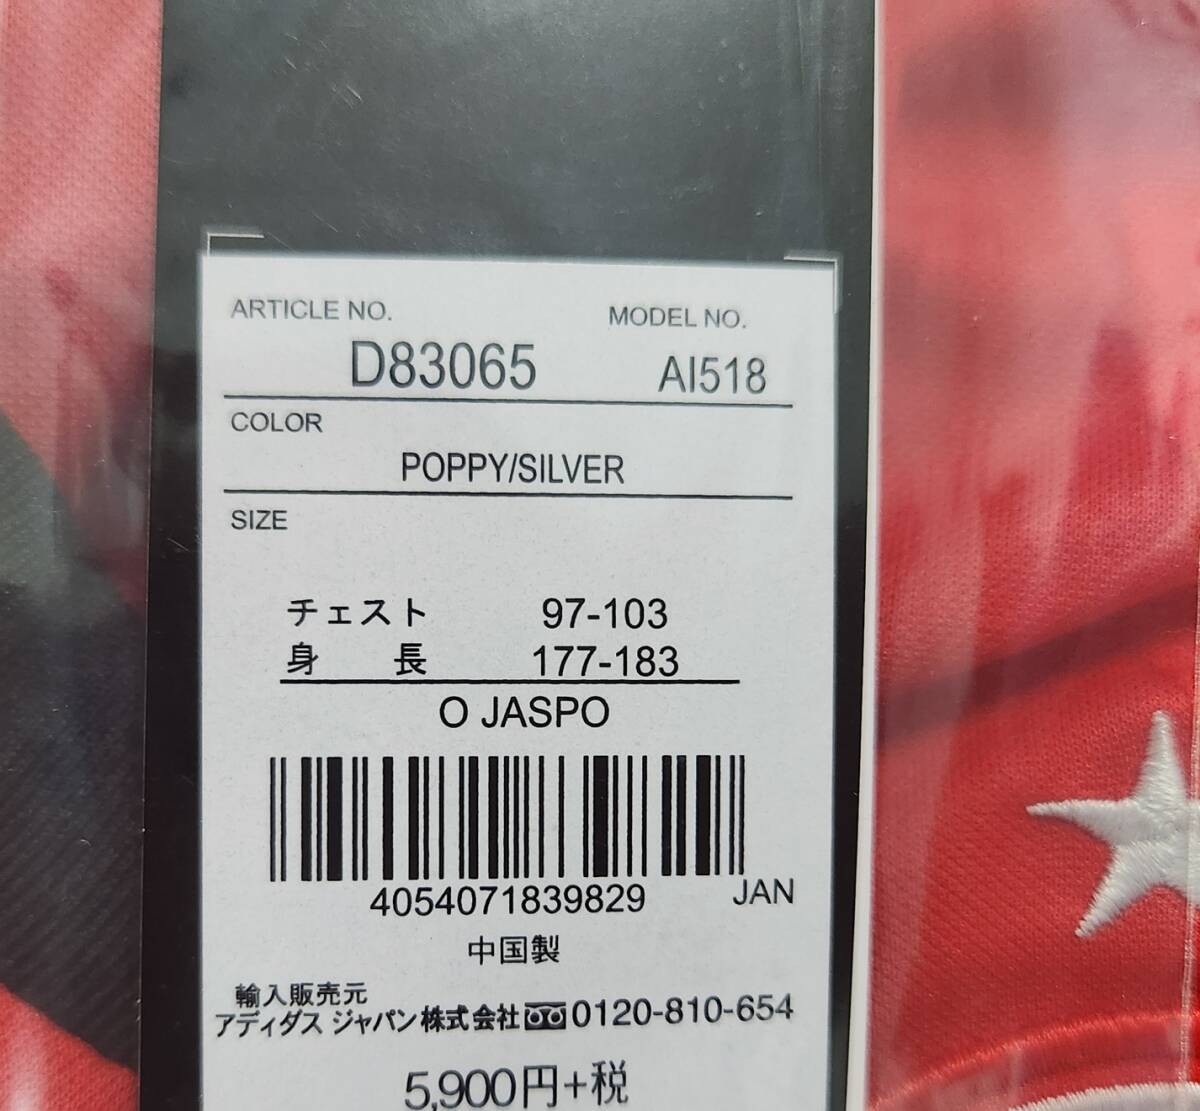 ARTICLE NO. MODEL NO.
D83065 AI518
COLOR
POPPY/SILVER
SIZE
チェスト 97-103
身 長 177-183
O JASPO
4054071839829 JAN
中国製
輸入販売元
アディダス ジャパン株式会社 0120-810-654
5,900円+税